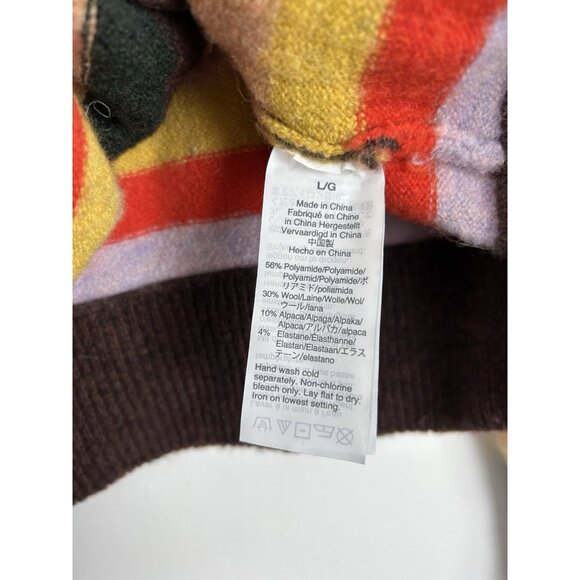 L/G
Made in China
Fabriqué en Chine
in China Hergestellt
Vervaardigd in China
中国製
Hecho en China
56% Polyamide/Polyamide/
Polyamid/Polyamide/ポ
リアミド/poliamida
30% Wool/Laine/Wolle/Wol/
ウール/lana
10% Alpaca/Alpaga/Alpaka/
Alpaca/アルパカ/alpaca
4% Elastane/Élasthanne/
Elastan/Elastaan/エラス
テーン/elastano
Hand wash cold
separately. Non-chlorine
bleach only. Lay flat to dry.
Iron on lowest setting.